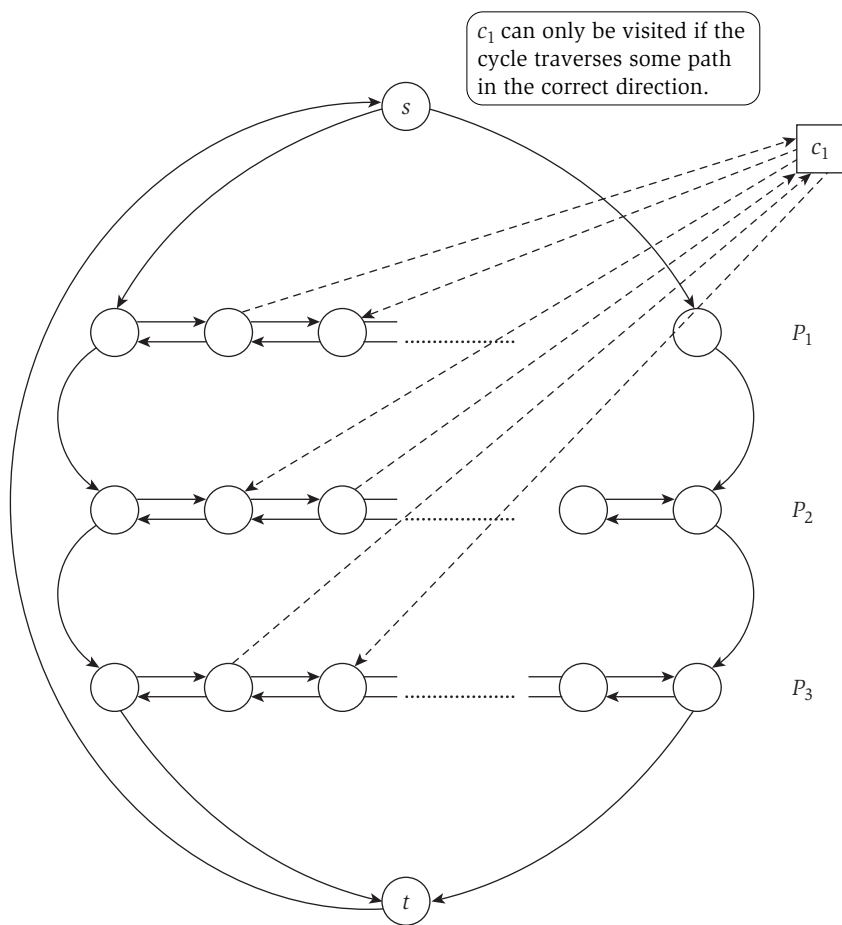 c₁ can only be visited if the
cycle traverses some path
in the correct direction.
s
c₁
P₁
P₂
P₃
t